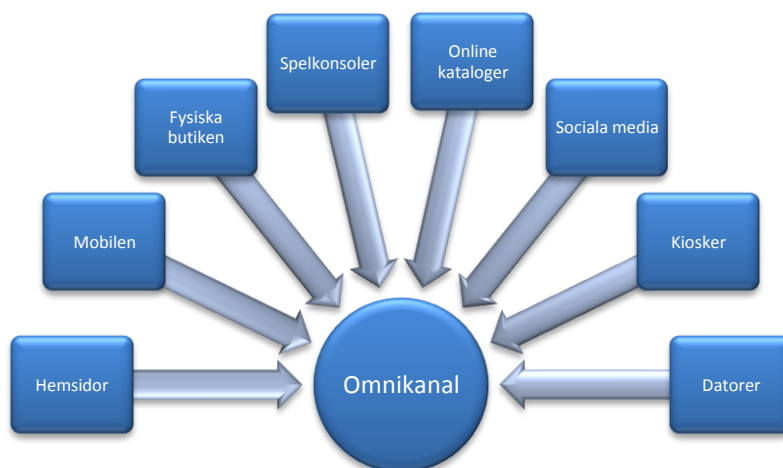 Spelkonsoler
Online
kataloger
Fysiska
butiken
Sociala media
Mobilen
Kiosker
Hemsidor
Omnikanal
Datorer